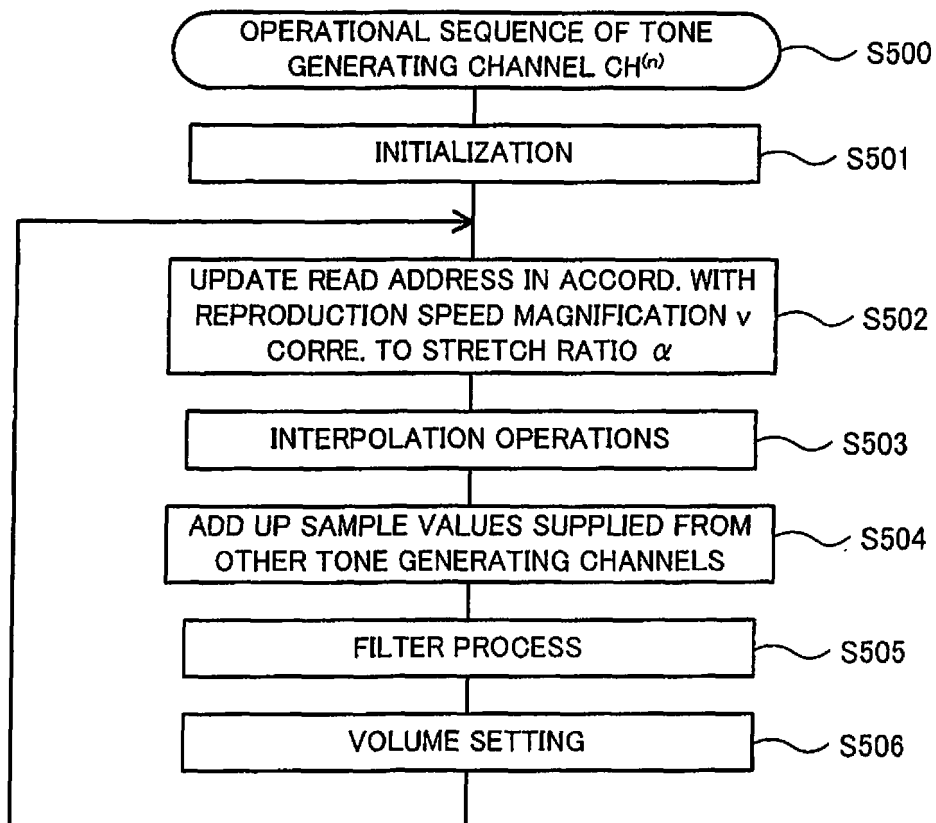 OPERATIONAL SEQUENCE OF TONE
GENERATING CHANNEL CH(n)
S500
INITIALIZATION
S501
UPDATE READ ADDRESS IN ACCORD. WITH
REPRODUCTION SPEED MAGNIFICATION v
CORRE. TO STRETCH RATIO α
S502
INTERPOLATION OPERATIONS
S503
ADD UP SAMPLE VALUES SUPPLIED FROM
OTHER TONE GENERATING CHANNELS
S504
FILTER PROCESS
S505
VOLUME SETTING
S506